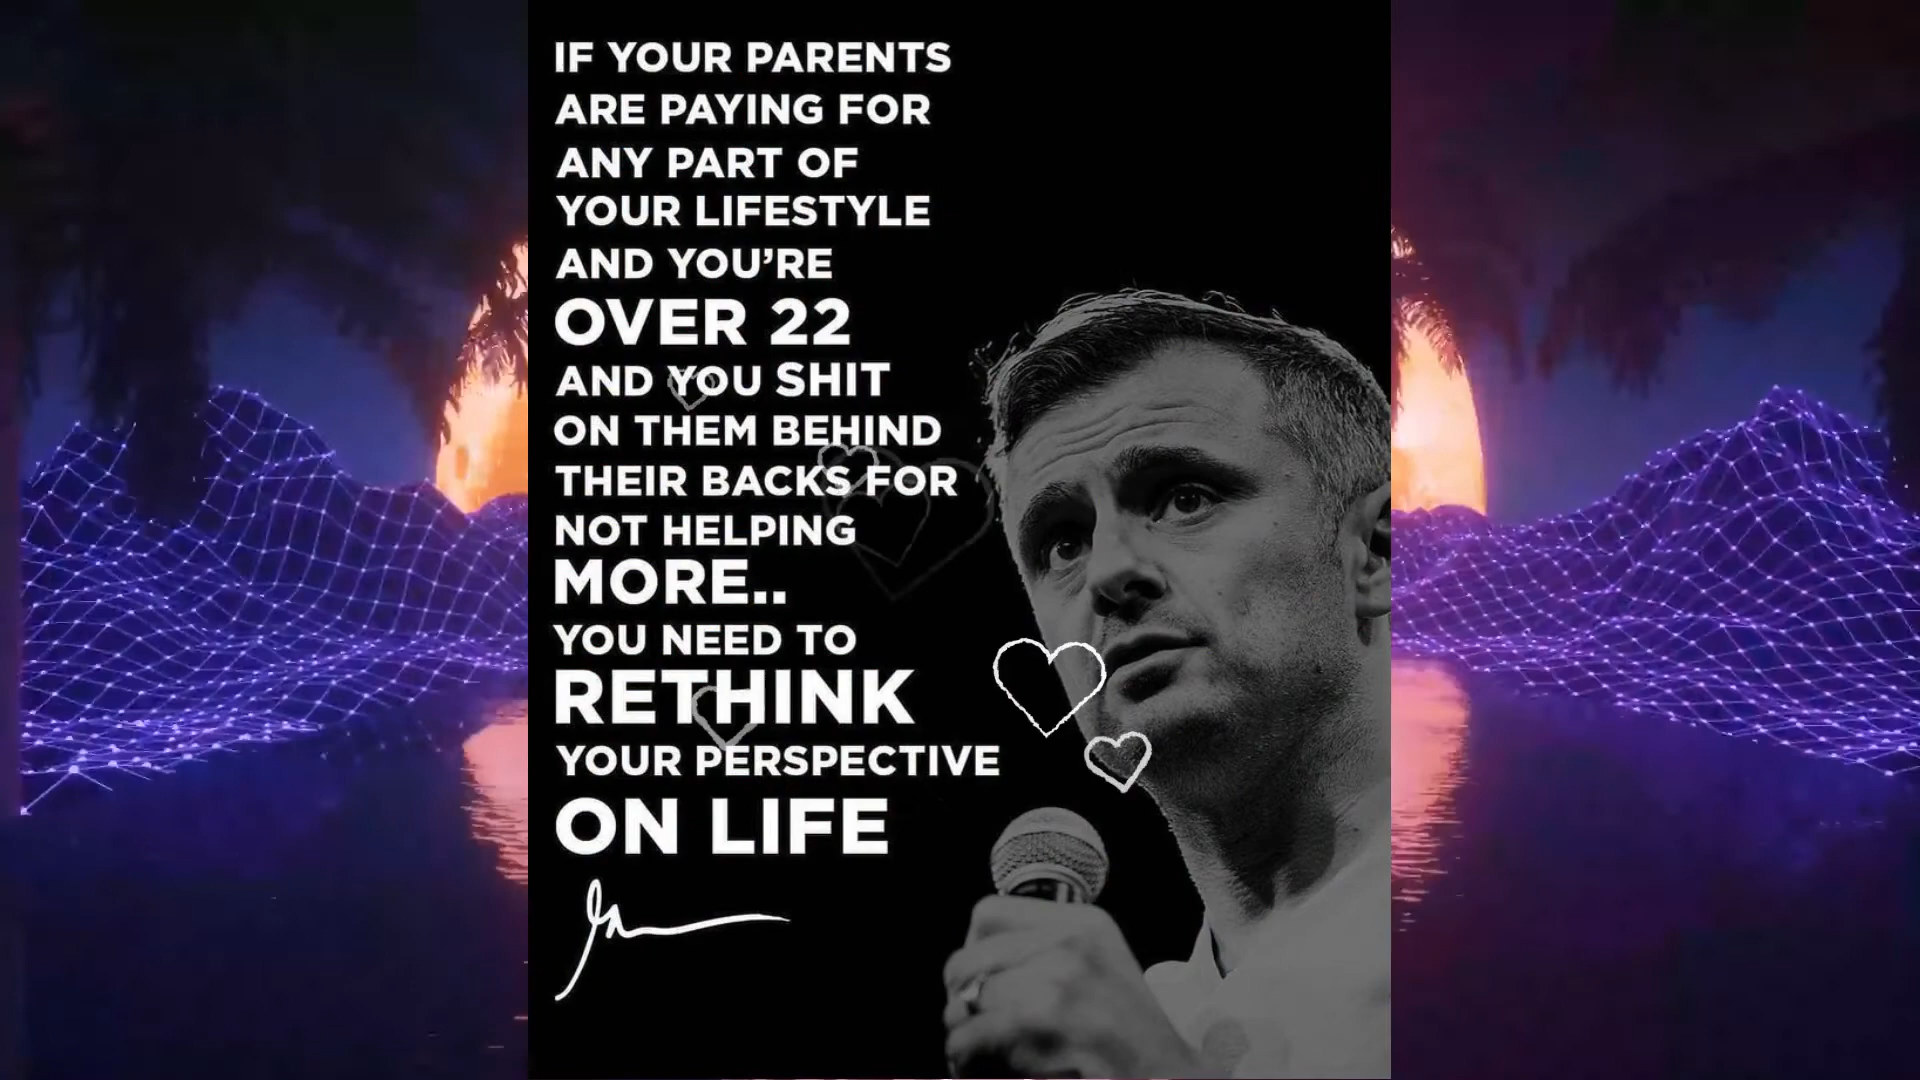 IF YOUR PARENTS
ARE PAYING FOR
ANY PART OF
YOUR LIFESTYLE
AND YOU'RE
OVER 22
AND YOU SHIT
ON THEM BEHIND
THEIR BACKS FOR
NOT HELPING
MORE..
YOU NEED TO
RETHINK
YOUR PERSPECTIVE
ON LIFE